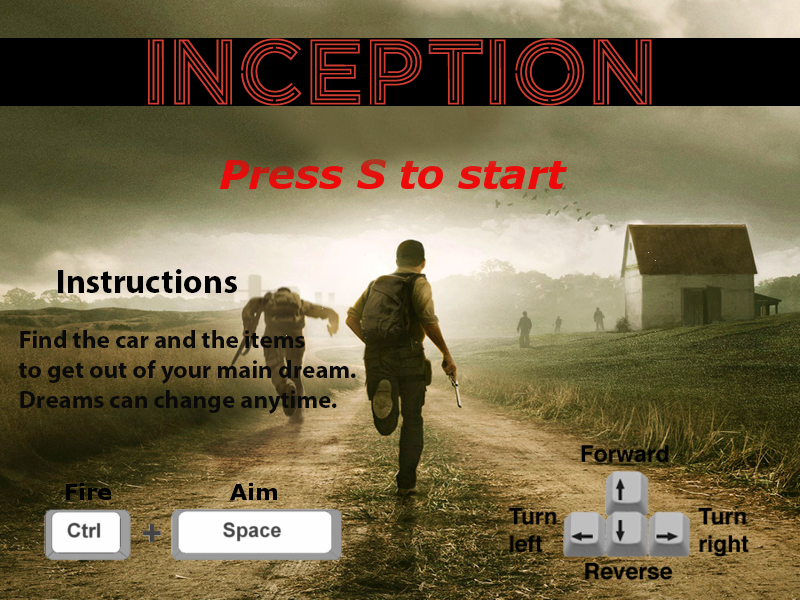 INCEPTION
Press S to start
Instructions
Find the car and the items
to get out of your main dream.
Dreams can change anytime.
Fire
Aim
Ctrl + Space
Forward
Turn left
Turn right
Reverse